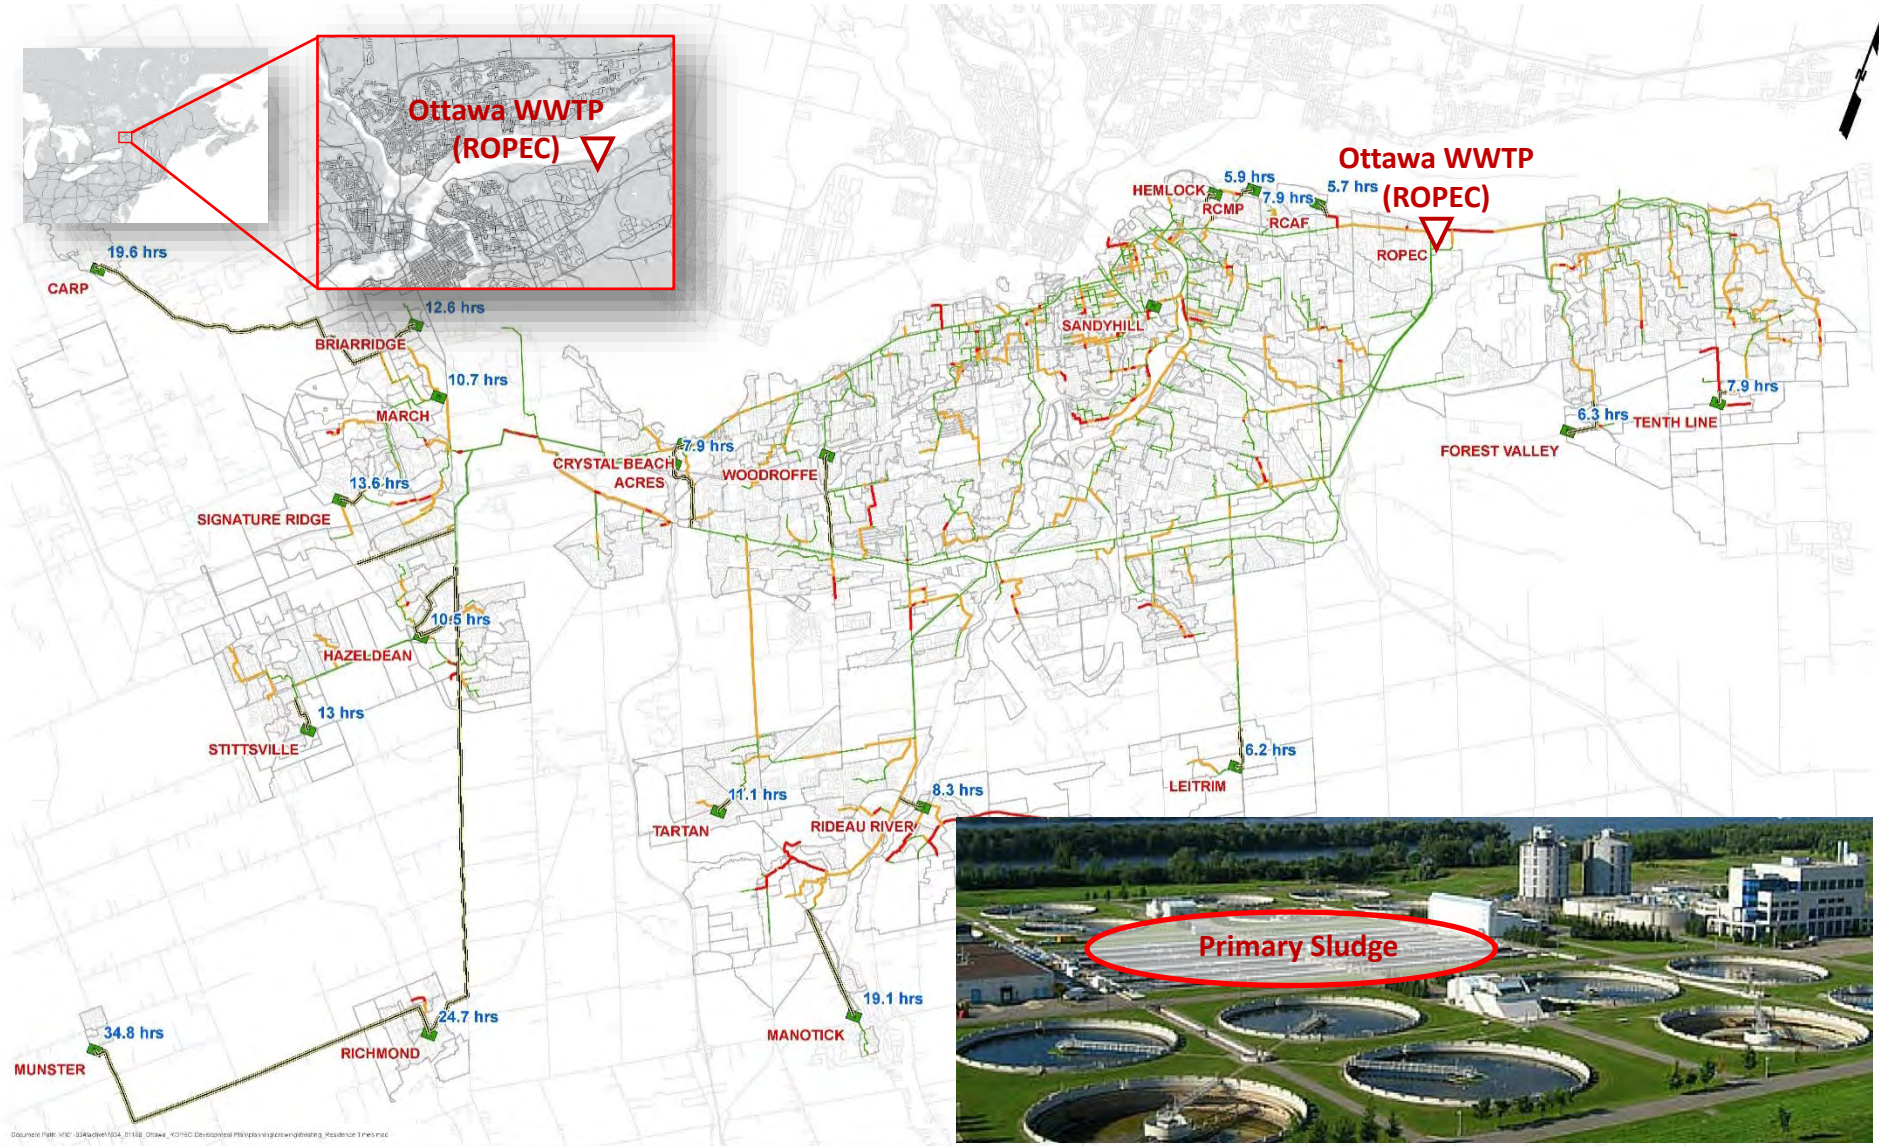 Ottawa WWTP
(ROPEC)
Ottawa WWTP
(ROPEC)
HEMLOCK
5.9 hrs
7.9 hrs
5.7 hrs
RCMP
RCAF
ROPEC
19.6 hrs
CARP
12.6 hrs
BRIARRIDGE
SANDYHILL
10.7 hrs
MARCH
7.9 hrs
6.3 hrs
TENTH LINE
FOREST VALLEY
7.9 hrs
CRYSTAL BEACH
ACRES
WOODROFFE
13.6 hrs
SIGNATURE RIDGE
10.5 hrs
HAZELDEAN
13 hrs
STITTSVILLE
6.2 hrs
LEITRIM
11.1 hrs
TARTAN
8.3 hrs
RIDEAU RIVER
Primary Sludge
19.1 hrs
MANOTICK
24.7 hrs
RICHMOND
34.8 hrs
MUNSTER